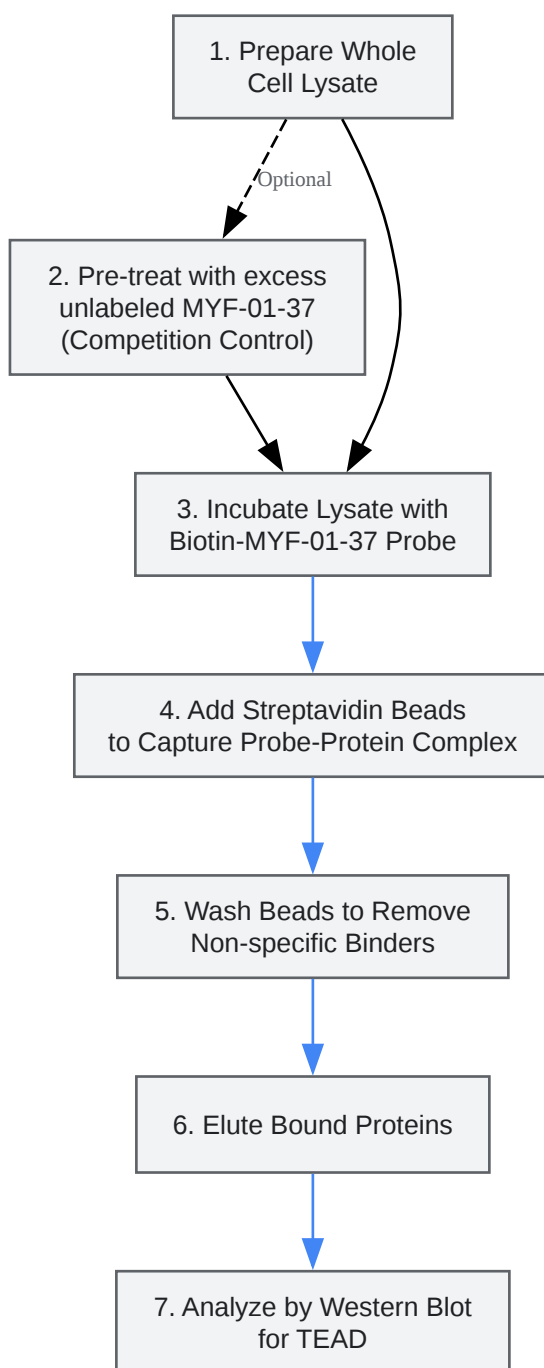 1. Prepare Whole
Cell Lysate
Optional
2. Pre-treat with excess
unlabeled MYF-01-37
(Competition Control)
3. Incubate Lysate with
Biotin-MYF-01-37 Probe
4. Add Streptavidin Beads
to Capture Probe-Protein Complex
5. Wash Beads to Remove
Non-specific Binders
6. Elute Bound Proteins
7. Analyze by Western Blot
for TEAD